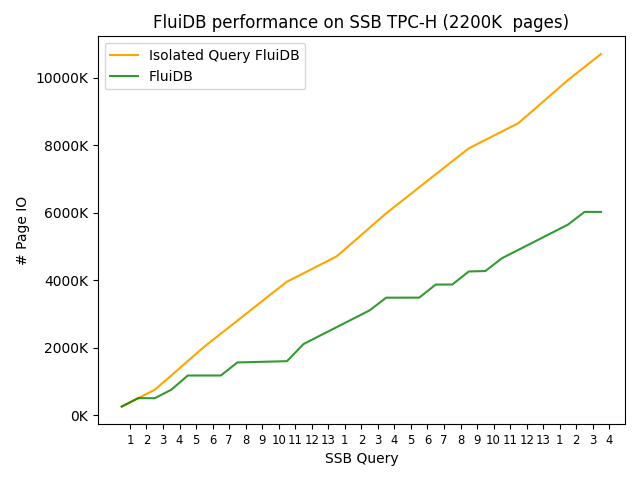 FluiDB performance on SSB TPC-H (2200K  pages)
Isolated Query FluiDB
FluiDB
10000K
8000K
6000K
4000K
2000K
0K
# Page IO
1 2 3 4 5 6 7 8 9 10 11 12 13 1 2 3 4 5 6 7 8 9 10 11 12 13 1 2 3 4
SSB Query